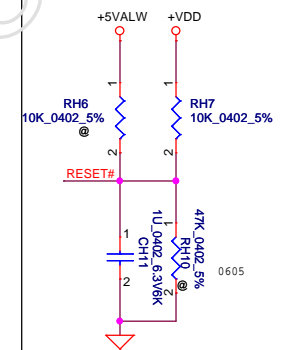 +5VALW +VDD
1 1
RH6 RH7
10K_0402_5% 10K_0402_5%
@
2 2
RESET#
1 1
1U_0402_6.3V6K
CH11
47K_0402_5%
RH10
@
0605
2 2